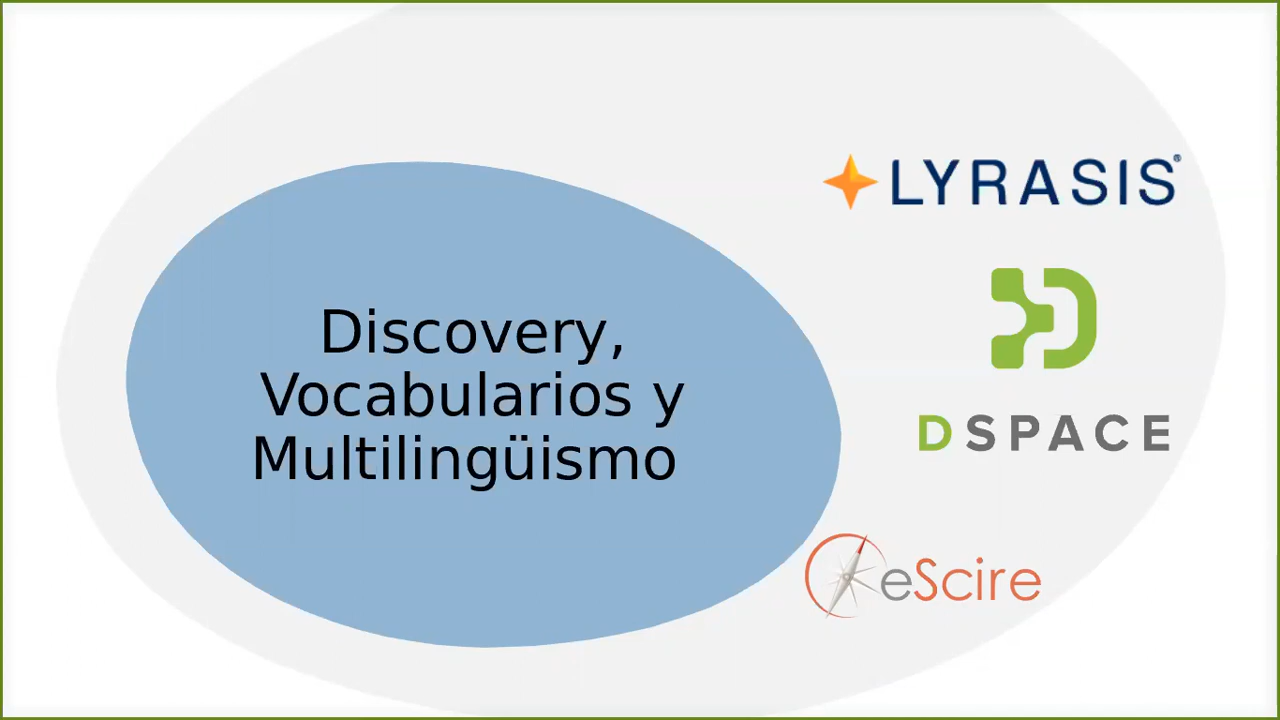 Discovery,
Vocabularios y
Multilingüismo
LYRASIS®
DSPACE
eScire